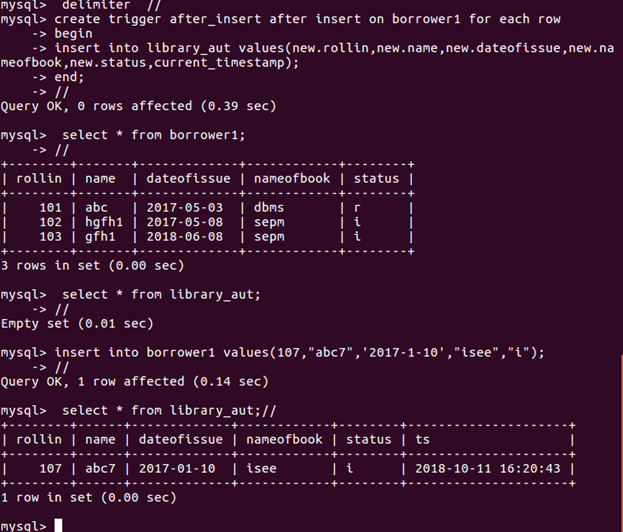 mysql>  delimiter  //
mysql> create trigger after_insert after insert on borrower1 for each row
    -> begin
    -> insert into library_aut values(new.rollin,new.name,new.dateofissue,new.na
meofbook,new.status,current_timestamp);
    -> end;
    -> //
Query OK, 0 rows affected (0.39 sec)

mysql>  select * from borrower1;
    -> //
+--------+-------+-------------+------------+--------+
| rollin | name  | dateofissue | nameofbook | status |
+--------+-------+-------------+------------+--------+
|    101 | abc   | 2017-05-03  | dbms       | r      |
|    102 | hgfh1 | 2017-05-08  | sepm       | i      |
|    103 | gfh1  | 2018-06-08  | sepm       | i      |
+--------+-------+-------------+------------+--------+
3 rows in set (0.00 sec)

mysql>  select * from library_aut;
    -> //
Empty set (0.01 sec)

mysql> insert into borrower1 values(107,"abc7",'2017-1-10',"isee","i");
    -> //
Query OK, 1 row affected (0.14 sec)

mysql>  select * from library_aut;//
+--------+------+-------------+------------+--------+---------------------+
| rollin | name | dateofissue | nameofbook | status | ts                  |
+--------+------+-------------+------------+--------+---------------------+
|    107 | abc7 | 2017-01-10  | isee       | i      | 2018-10-11 16:20:43 |
+--------+------+-------------+------------+--------+---------------------+
1 row in set (0.00 sec)

mysql>